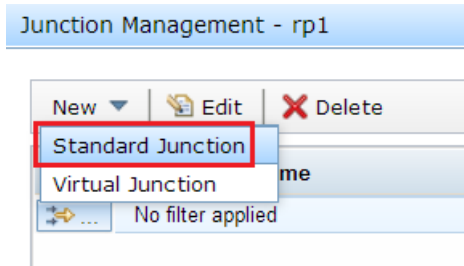 Junction Management - rp1
New Edit Delete
Standard Junction
me
Virtual Junction
... No filter applied